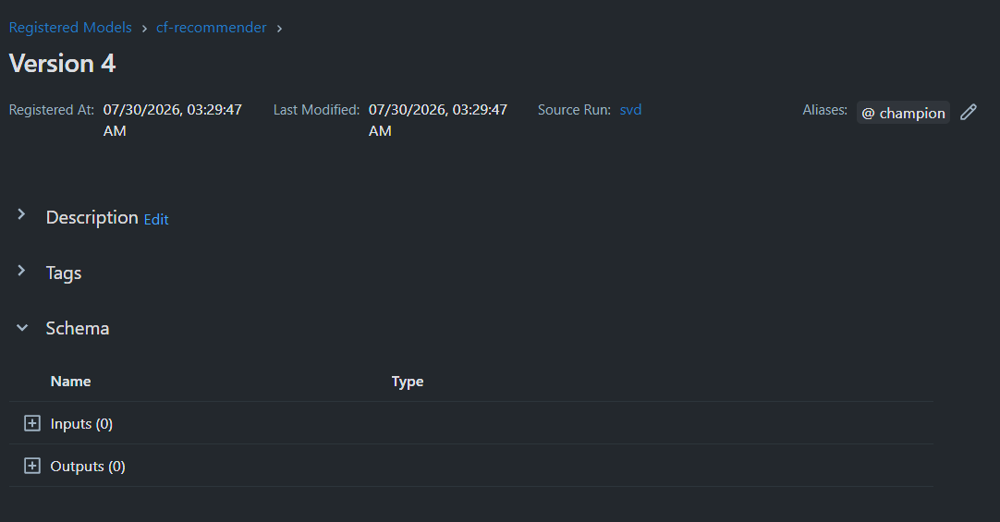 Registered Models > cf-recommender >
Version 4
Registered At: 07/30/2026, 03:29:47 AM Last Modified: 07/30/2026, 03:29:47 AM Source Run: svd Aliases: @ champion
Description Edit
Tags
Schema
Name Type
Inputs (0)
Outputs (0)